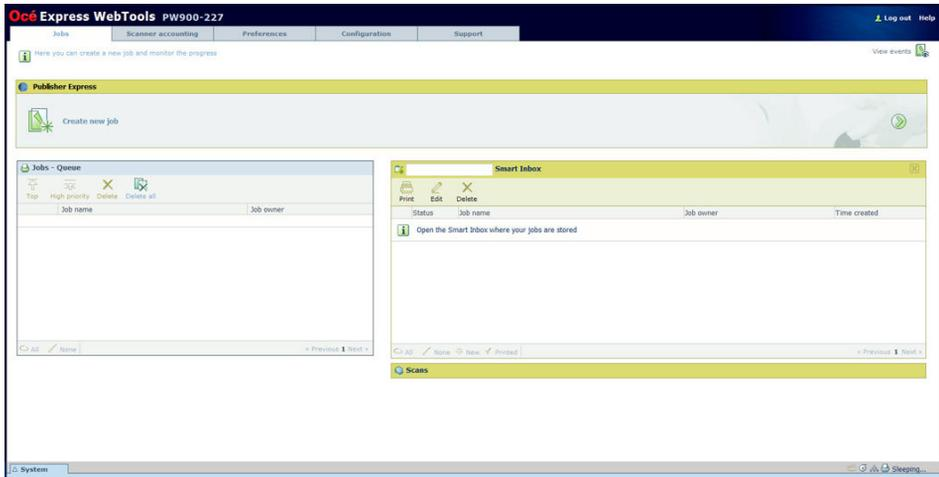 Océ Express WebTools PW900-227
Log out Help
Jobs Scanner accounting Preferences Configuration Support
Here you can create a new job and monitor the progress
View events
Publisher Express
Create new job
Jobs - Queue
Top High priority Delete Delete all
Job name Job owner
All None « Previous 1 Next »
Smart Inbox
Print Edit Delete
Status Job name Job owner Time created
Open the Smart Inbox where your jobs are stored
All None New Printed « Previous 1 Next »
Scans
System Sleeping...